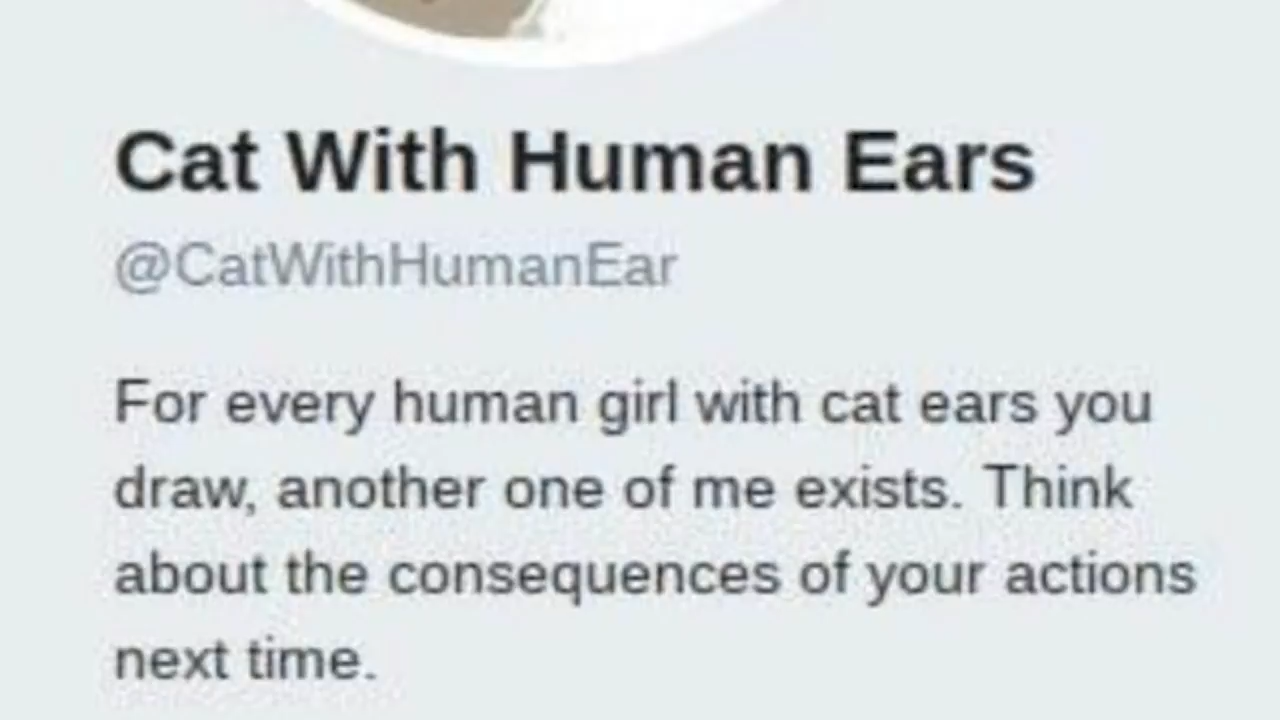 Cat With Human Ears
@CatWithHumanEar
For every human girl with cat ears you
draw, another one of me exists. Think
about the consequences of your actions
next time.